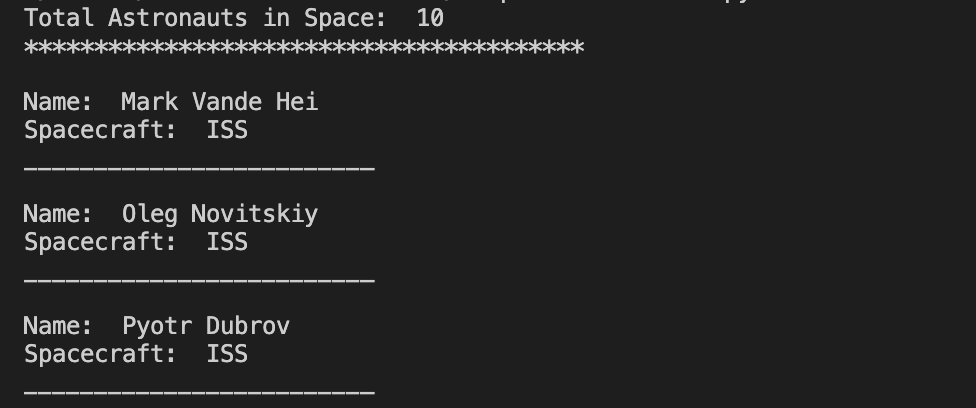 Total Astronauts in Space:  10
****************************************
Name:  Mark Vande Hei
Spacecraft:  ISS
_________________________
Name:  Oleg Novitskiy
Spacecraft:  ISS
_________________________
Name:  Pyotr Dubrov
Spacecraft:  ISS
_________________________